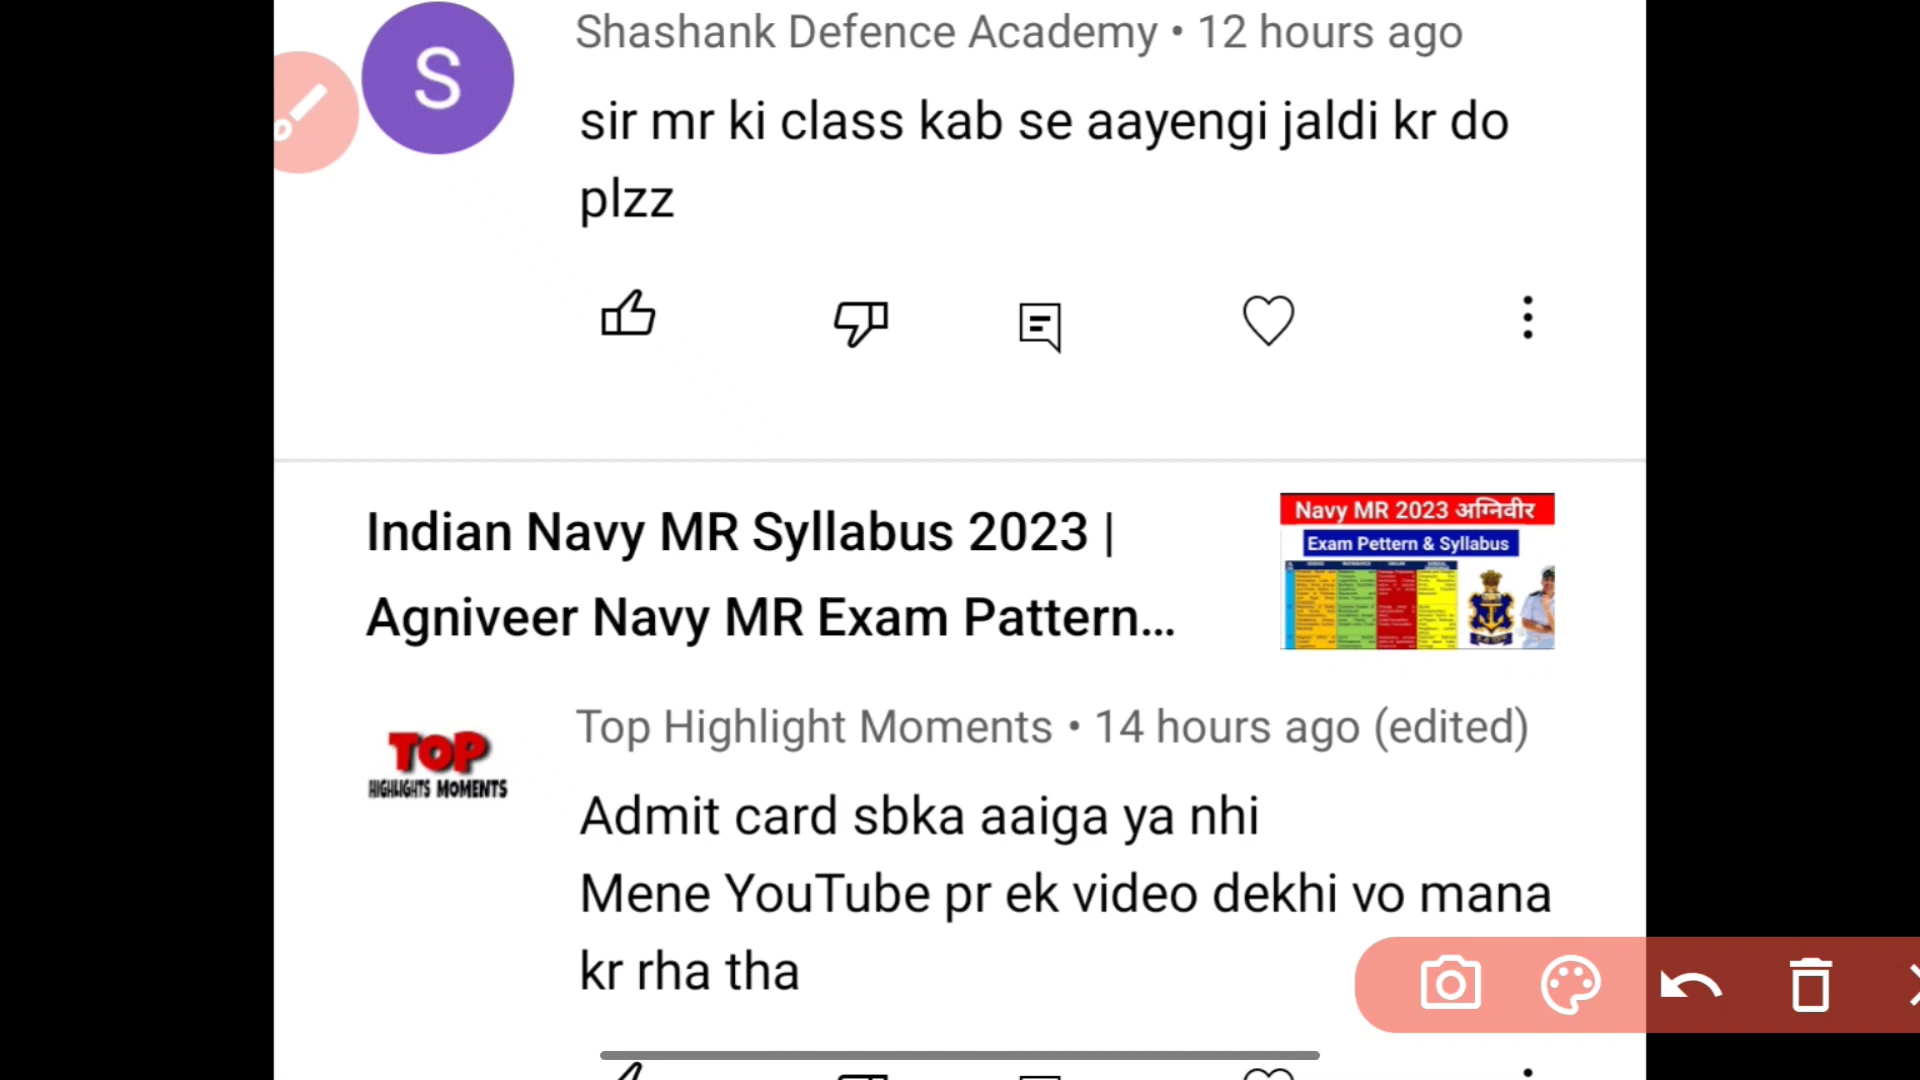 S
Shashank Defence Academy • 12 hours ago
sir mr ki class kab se aayengi jaldi kr do
plzz
Indian Navy MR Syllabus 2023 |
Agniveer Navy MR Exam Pattern...
Navy MR 2023 अग्निवीर
Exam Pettern & Syllabus
Top Highlight Moments • 14 hours ago (edited)
TOP
HIGHLIGHTS MOMENTS
Admit card sbka aaiga ya nhi
Mene YouTube pr ek video dekhi vo mana
kr rha tha